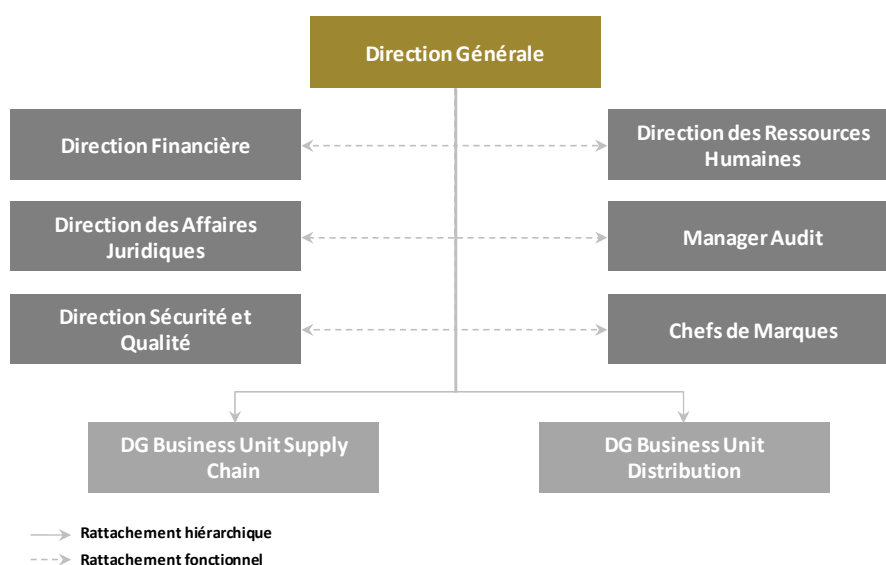 Direction Générale
Direction Financière
Direction des Ressources
Humaines
Direction des Affaires
Juridiques
Manager Audit
Direction Sécurité et
Qualité
Chefs de Marques
DG Business Unit Supply
Chain
DG Business Unit
Distribution
Rattachement hiérarchique
Rattachement fonctionnel